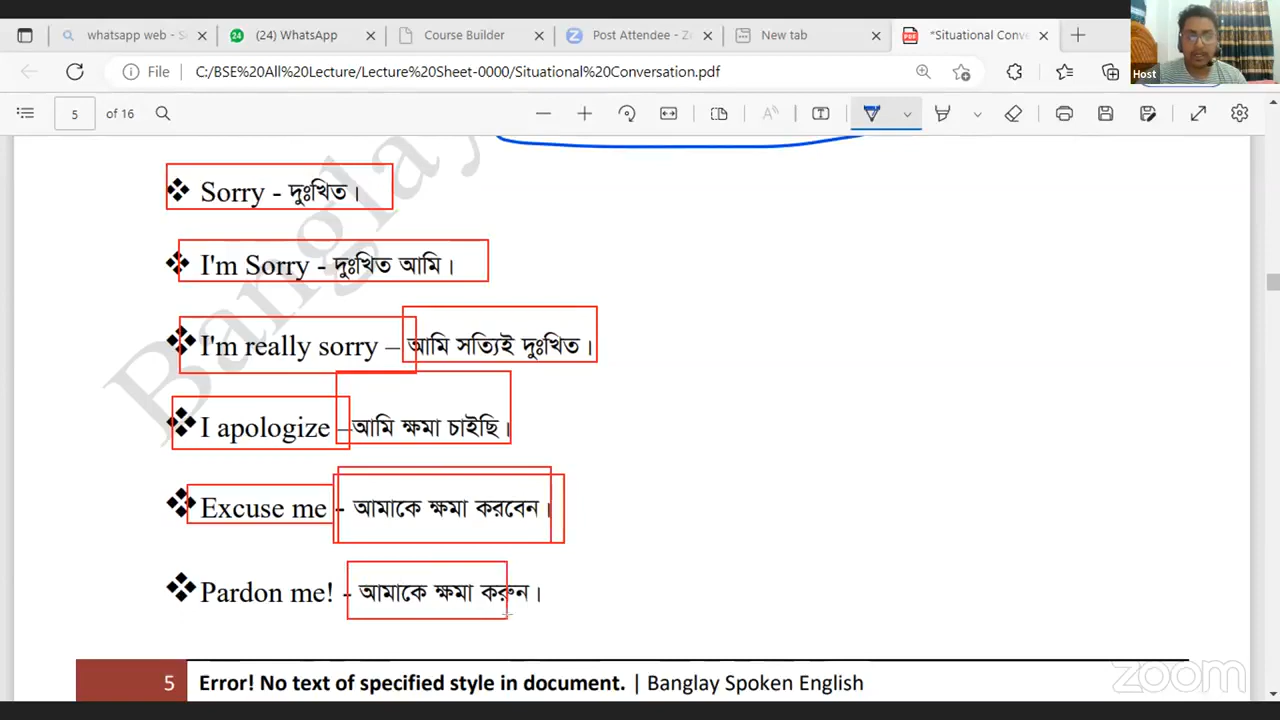 whatsapp web - S
(24) WhatsApp
Course Builder
Post Attendee - Z
New tab
*Situational Conv
Host
File
C:/BSE%20All%20Lecture/Lecture%20Sheet-0000/Situational%20Conversation.pdf
5 of 16
Sorry - দুঃখিত।
I'm Sorry - দুঃখিত আমি।
I'm really sorry – আমি সত্যিই দুঃখিত।
I apologize –আমি ক্ষমা চাইছি।
Excuse me - আমাকে ক্ষমা করবেন।
Pardon me! - আমাকে ক্ষমা করুন।
Banglay
5 Error! No text of specified style in document. | Banglay Spoken English
zoom